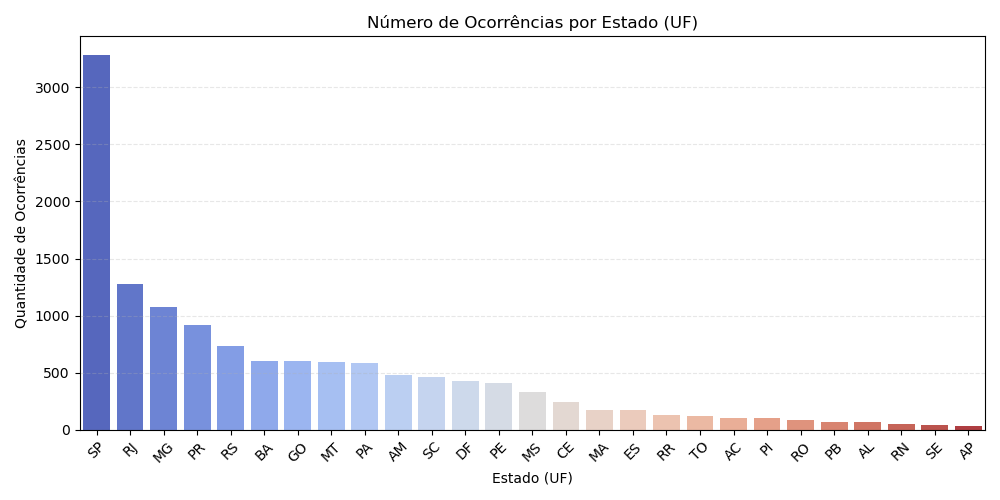 Número de Ocorrências por Estado (UF)
Quantidade de Ocorrências
3000
2500
2000
1500
1000
500
0
SP RJ MG PR RS BA GO MT PA AM SC DF PE MS CE MA ES RR TO AC PI RO PB AL RN SE AP
Estado (UF)